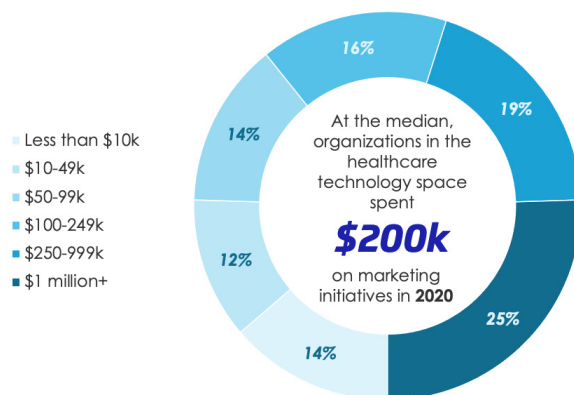 16%
19%
14%
12%
14%
25%
Less than $10k
$10-49k
$50-99k
$100-249k
$250-999k
$1 million+
At the median,
organizations in the
healthcare
technology space
spent
$200k
on marketing
initiatives in 2020